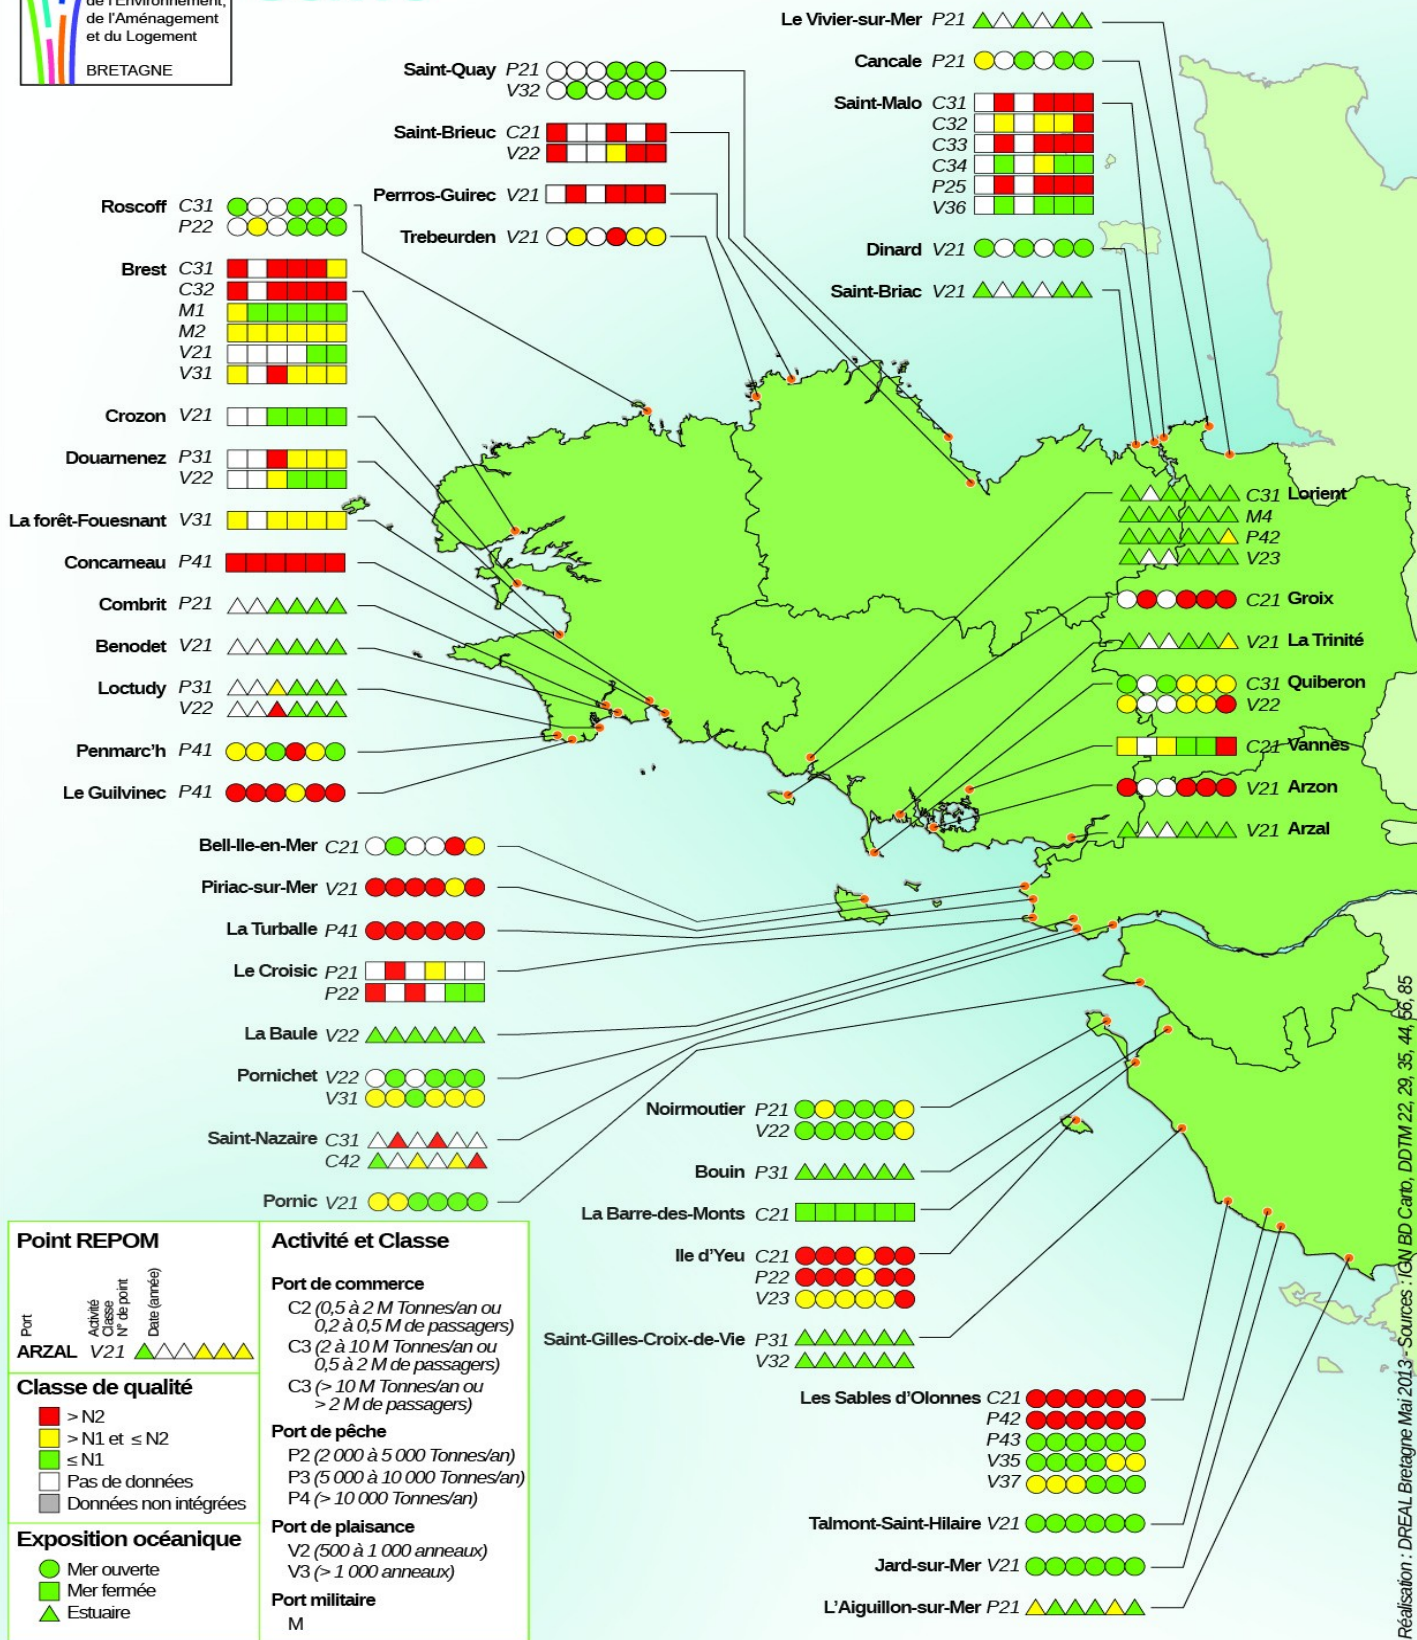 de l'Environnement,
de l'Aménagement
et du Logement
BRETAGNE
Saint-Quay P21
V32
Saint-Brieuc C21
V22
Perrros-Guirec V21
Trebeurden V21
Le Vivier-sur-Mer P21
Cancale P21
Saint-Malo C31
C32
C33
C34
P25
V36
Dinard V21
Saint-Briac V21
Roscoff C31
P22
Brest C31
C32
M1
M2
V21
V31
Crozon V21
Douarnenez P31
V22
La forêt-Fouesnant V31
Concarneau P41
Combrit P21
Benodet V21
Loctudy P31
V22
Penmarc'h P41
Le Guilvinec P41
C31 Lorient
M4
P42
V23
C21 Groix
V21 La Trinité
C31 Quiberon
V22
C21 Vannes
V21 Arzon
V21 Arzal
Bell-Ile-en-Mer C21
Piriac-sur-Mer V21
La Turballe P41
Le Croisic P21
P22
La Baule V22
Pornichet V22
V31
Saint-Nazaire C31
C42
Pornic V21
Noirmoutier P21
V22
Bouin P31
La Barre-des-Monts C21
Ile d'Yeu C21
P22
V23
Saint-Gilles-Croix-de-Vie P31
V32
Les Sables d'Olonnes C21
P42
P43
V35
V37
Talmont-Saint-Hilaire V21
Jard-sur-Mer V21
L'Aiguillon-sur-Mer P21
Point REPOM
Port
Activité
Classe
N° de point
Date (année)
ARZAL V21
Classe de qualité
> N2
> N1 et ≤ N2
≤ N1
Pas de données
Données non intégrées
Exposition océanique
Mer ouverte
Mer fermée
Estuaire
Activité et Classe
Port de commerce
C2 (0,5 à 2 M Tonnes/an ou
0,2 à 0,5 M de passagers)
C3 (2 à 10 M Tonnes/an ou
0,5 à 2 M de passagers)
C3 (> 10 M Tonnes/an ou
> 2 M de passagers)
Port de pêche
P2 (2 000 à 5 000 Tonnes/an)
P3 (5 000 à 10 000 Tonnes/an)
P4 (> 10 000 Tonnes/an)
Port de plaisance
V2 (500 à 1 000 anneaux)
V3 (> 1 000 anneaux)
Port militaire
M
Réalisation : DREAL Bretagne Mai 2013 - Sources : IGN BD Carto, DDTM 22, 29, 35, 44, 56, 85